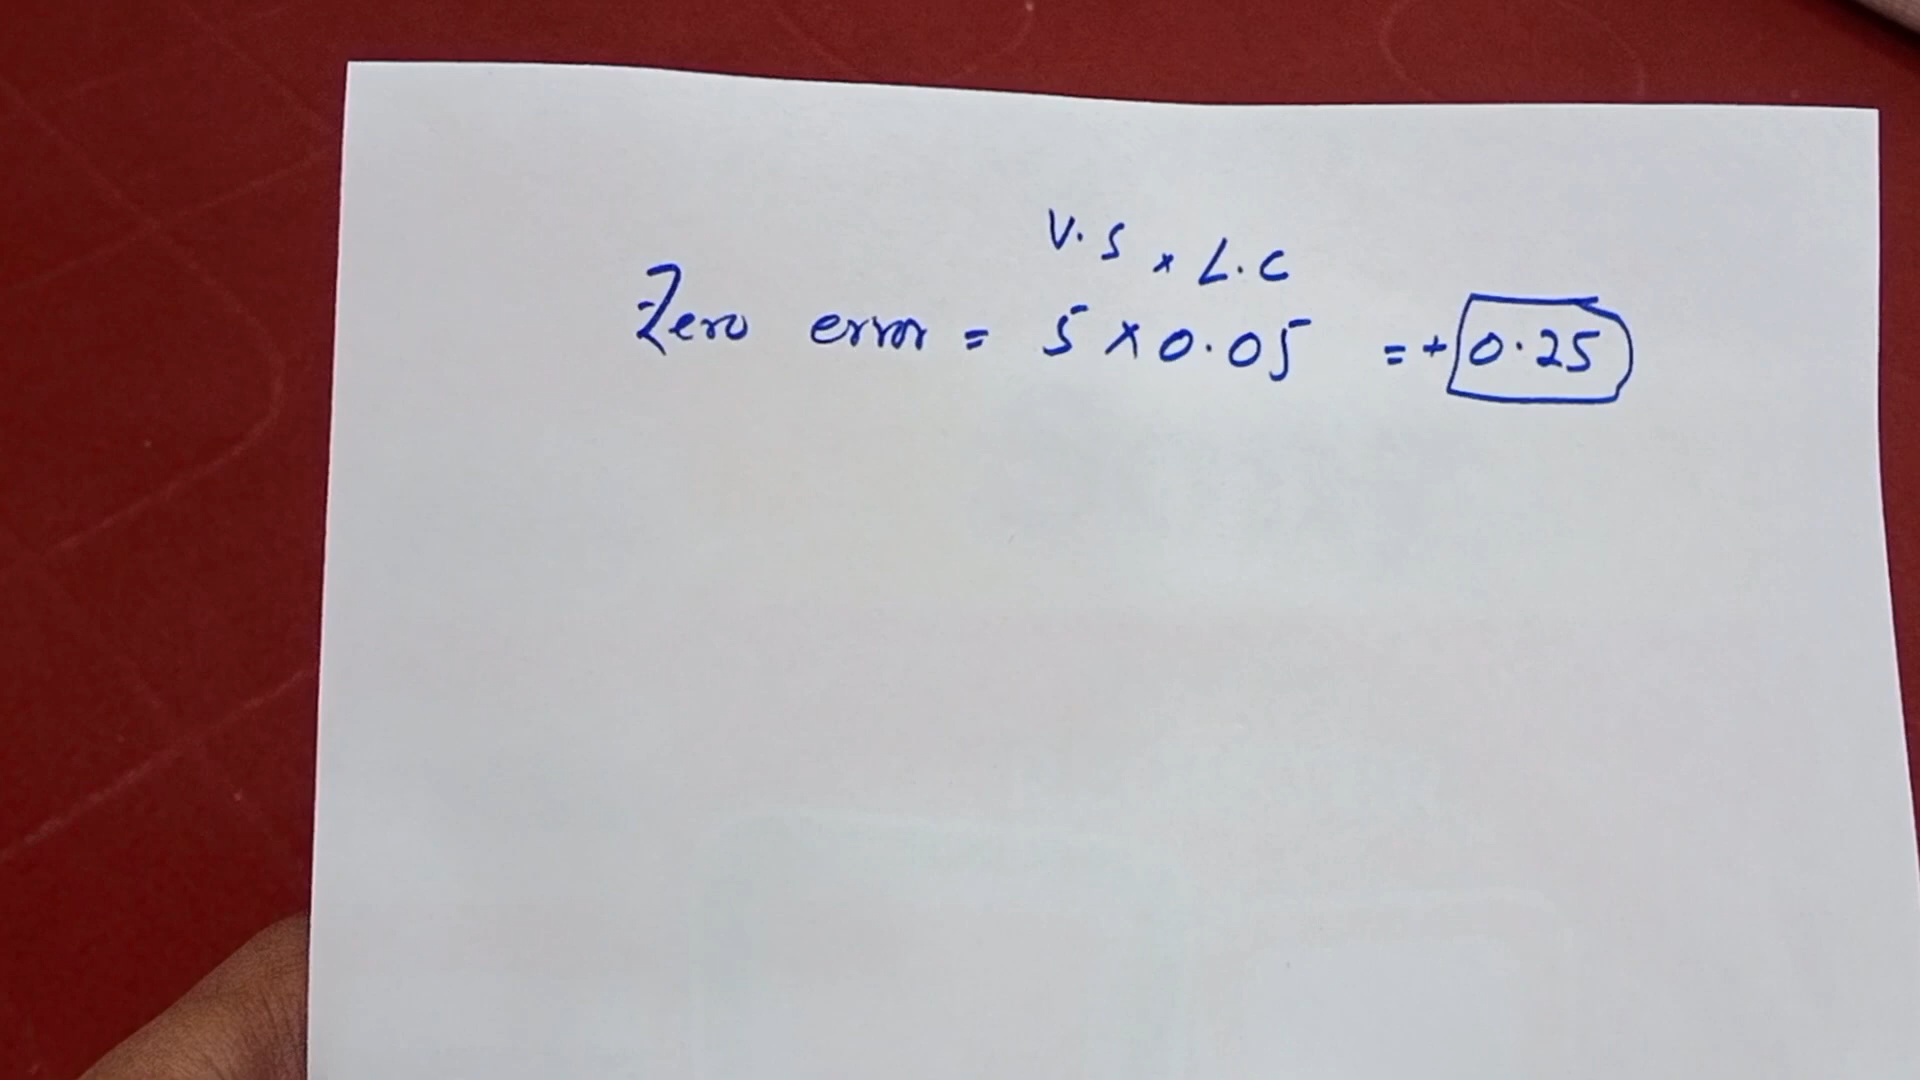 V.S × L.C
Zero error = 5 × 0.05 = + 0.25